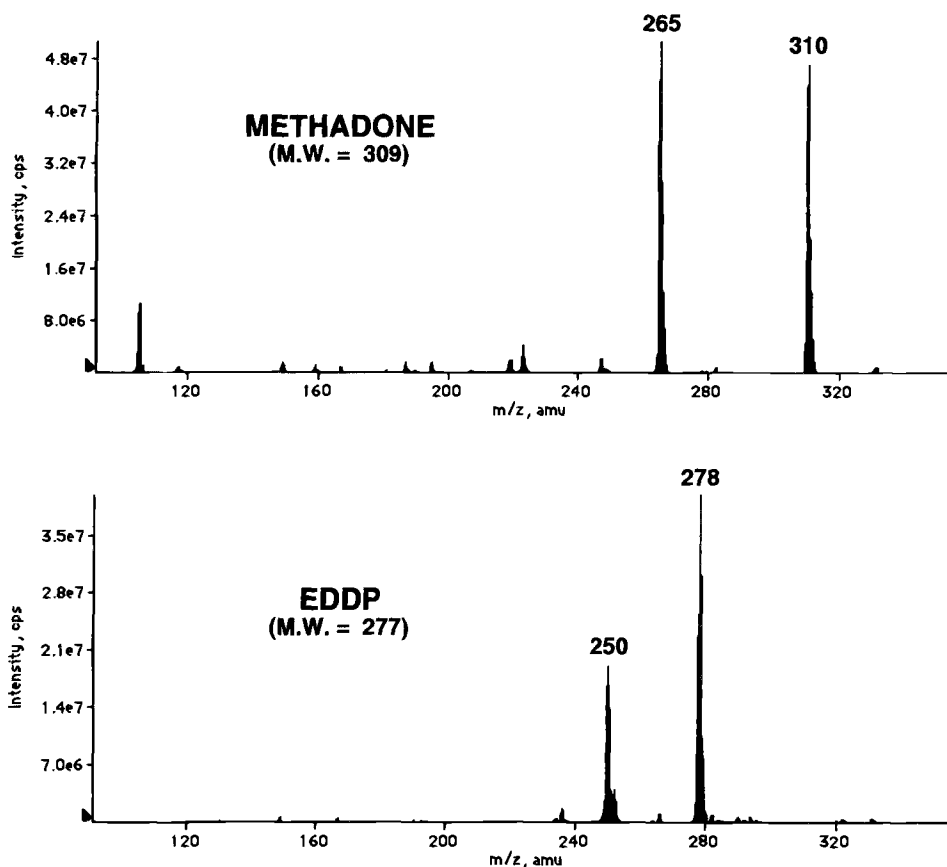 265
310
4.8e7
4.0e7
METHADONE
(M.W. = 309)
3.2e7
2.4e7
1.6e7
8.0e6
Intensity, cps
120 160 200 240 280 320
m/z, amu
278
3.5e7
2.8e7
EDDP
(M.W. = 277)
250
2.1e7
1.4e7
7.0e6
Intensity, cps
120 160 200 240 280 320
m/z, amu